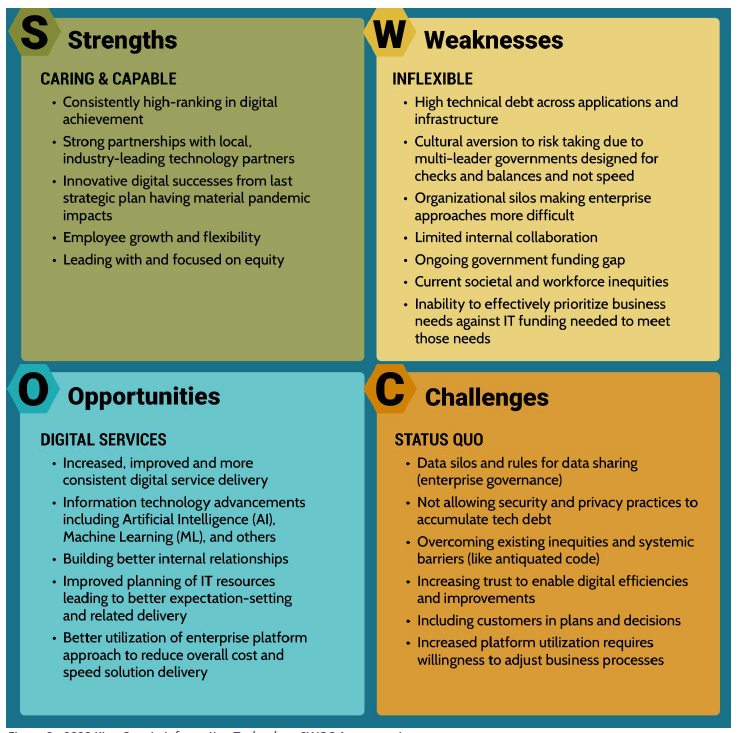 S Strengths
CARING & CAPABLE
• Consistently high-ranking in digital
achievement
• Strong partnerships with local,
industry-leading technology partners
• Innovative digital successes from last
strategic plan having material pandemic
impacts
• Employee growth and flexibility
• Leading with and focused on equity
W Weaknesses
INFLEXIBLE
• High technical debt across applications and
infrastructure
• Cultural aversion to risk taking due to
multi-leader governments designed for
checks and balances and not speed
• Organizational silos making enterprise
approaches more difficult
• Limited internal collaboration
• Ongoing government funding gap
• Current societal and workforce inequities
• Inability to effectively prioritize business
needs against IT funding needed to meet
those needs
O Opportunities
DIGITAL SERVICES
• Increased, improved and more
consistent digital service delivery
• Information technology advancements
including Artificial Intelligence (AI),
Machine Learning (ML), and others
• Building better internal relationships
• Improved planning of IT resources
leading to better expectation-setting
and related delivery
• Better utilization of enterprise platform
approach to reduce overall cost and
speed solution delivery
C Challenges
STATUS QUO
• Data silos and rules for data sharing
(enterprise governance)
• Not allowing security and privacy practices to
accumulate tech debt
• Overcoming existing inequities and systemic
barriers (like antiquated code)
• Increasing trust to enable digital efficiencies
and improvements
• Including customers in plans and decisions
• Increased platform utilization requires
willingness to adjust business processes